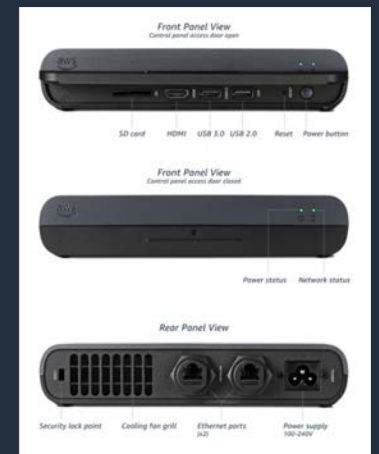 Front Panel View
Control panel access door open
aws
SD card HDMI USB 3.0 USB 2.0 Reset Power button
Front Panel View
Control panel access door closed
aws
Power status Network status
Rear Panel View
Security lock point Cooling fan grill Ethernet ports (x2) Power supply 100-240V